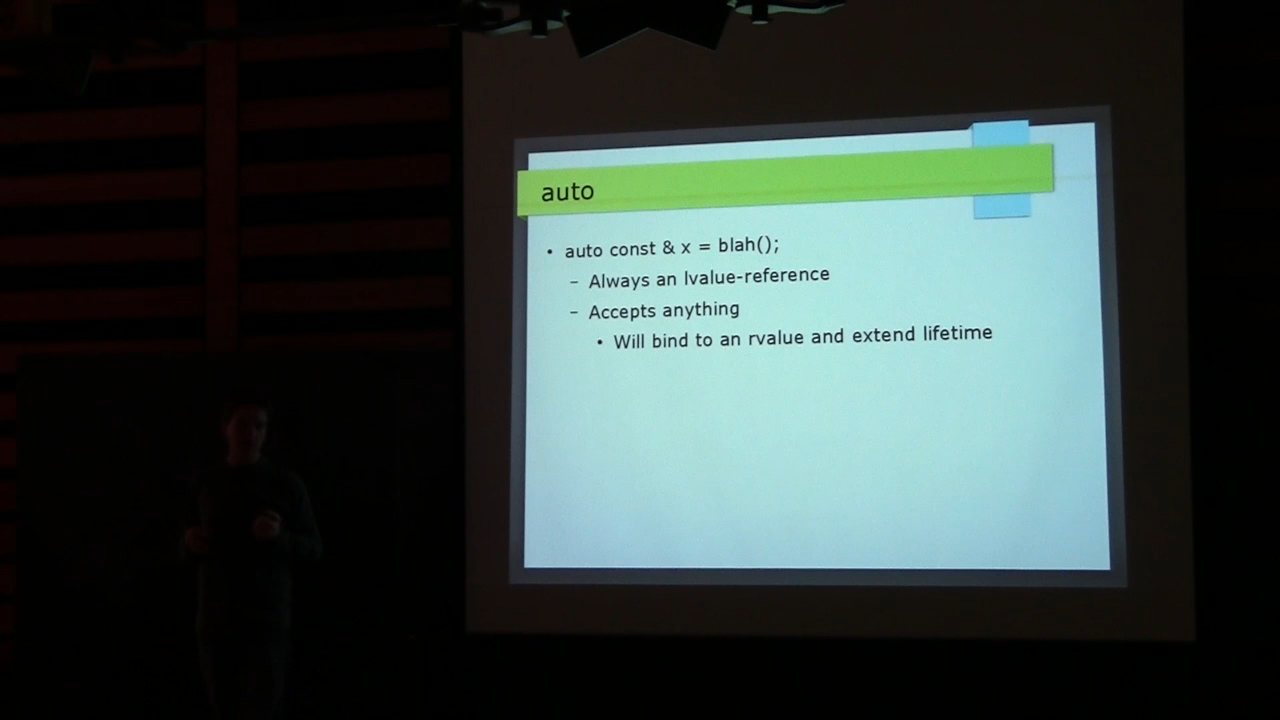 auto
• auto const & x = blah();
– Always an lvalue-reference
– Accepts anything
• Will bind to an rvalue and extend lifetime